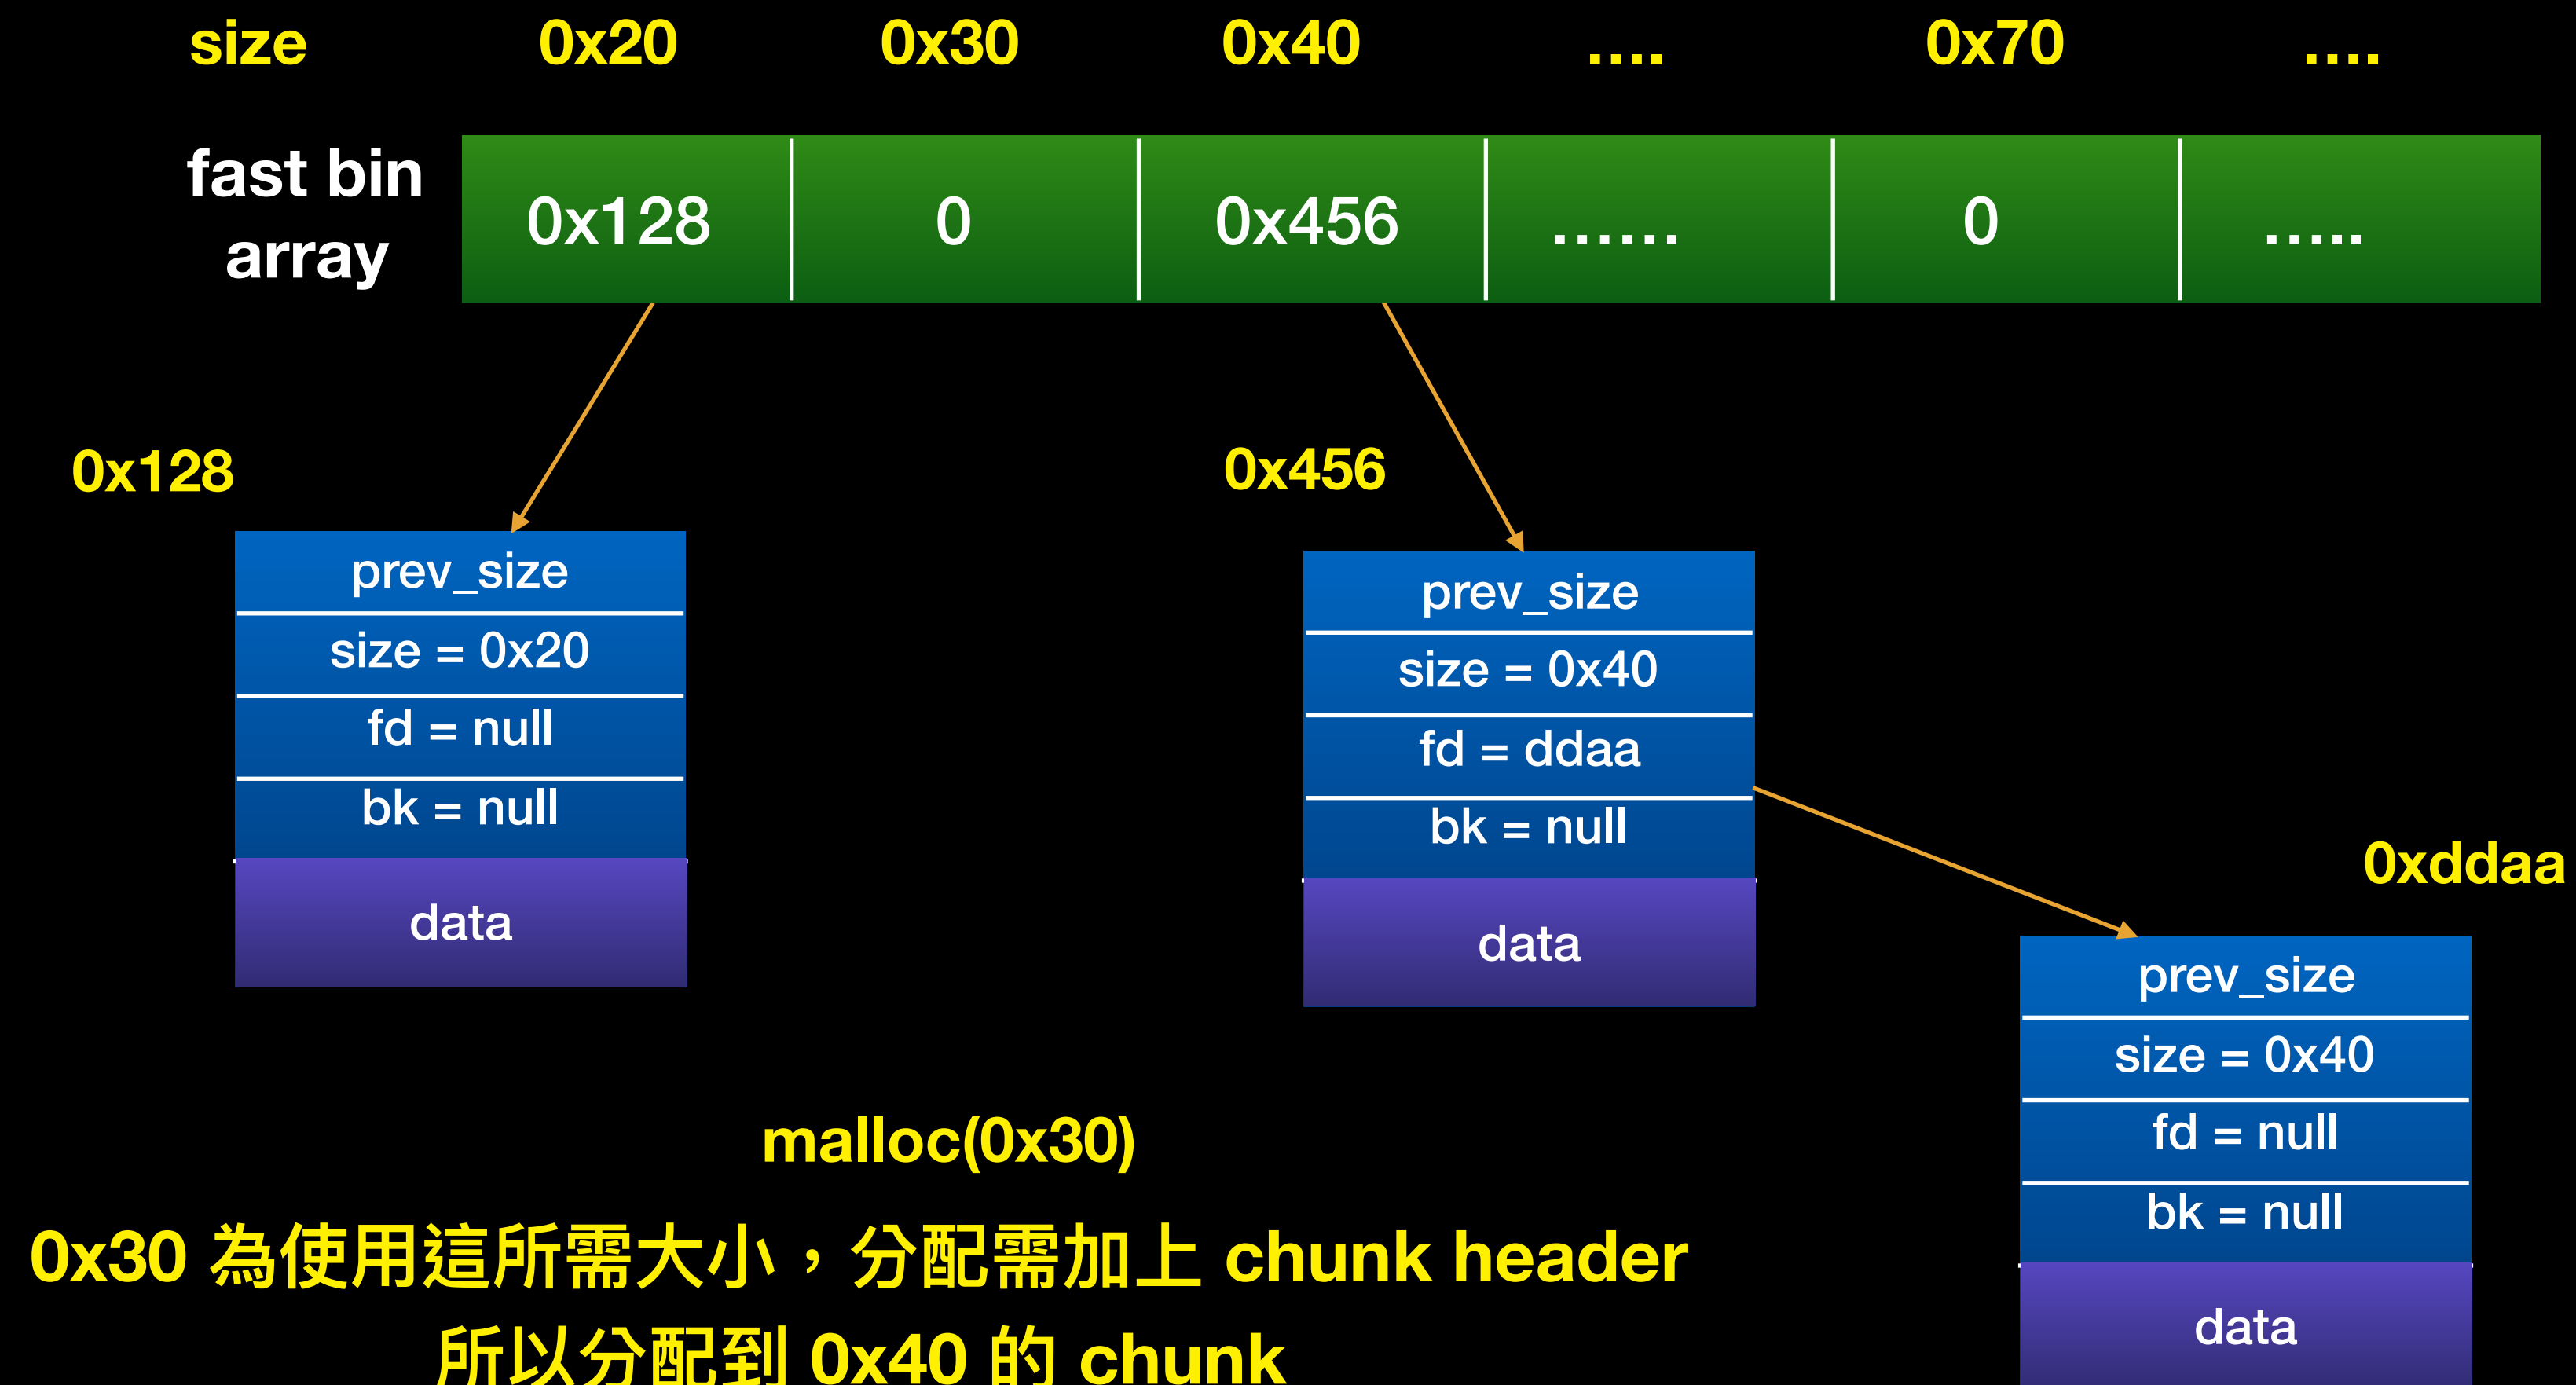 size 0x20 0x30 0x40 .... 0x70 ....
fast bin
array
0x128 0 0x456 ...... 0 .....
0x128
prev_size
size = 0x20
fd = null
bk = null
data
0x456
prev_size
size = 0x40
fd = ddaa
bk = null
data
0xddaa
prev_size
size = 0x40
fd = null
bk = null
data
malloc(0x30)
0x30 為使用這所需大小，分配需加上 chunk header
所以分配到 0x40 的 chunk